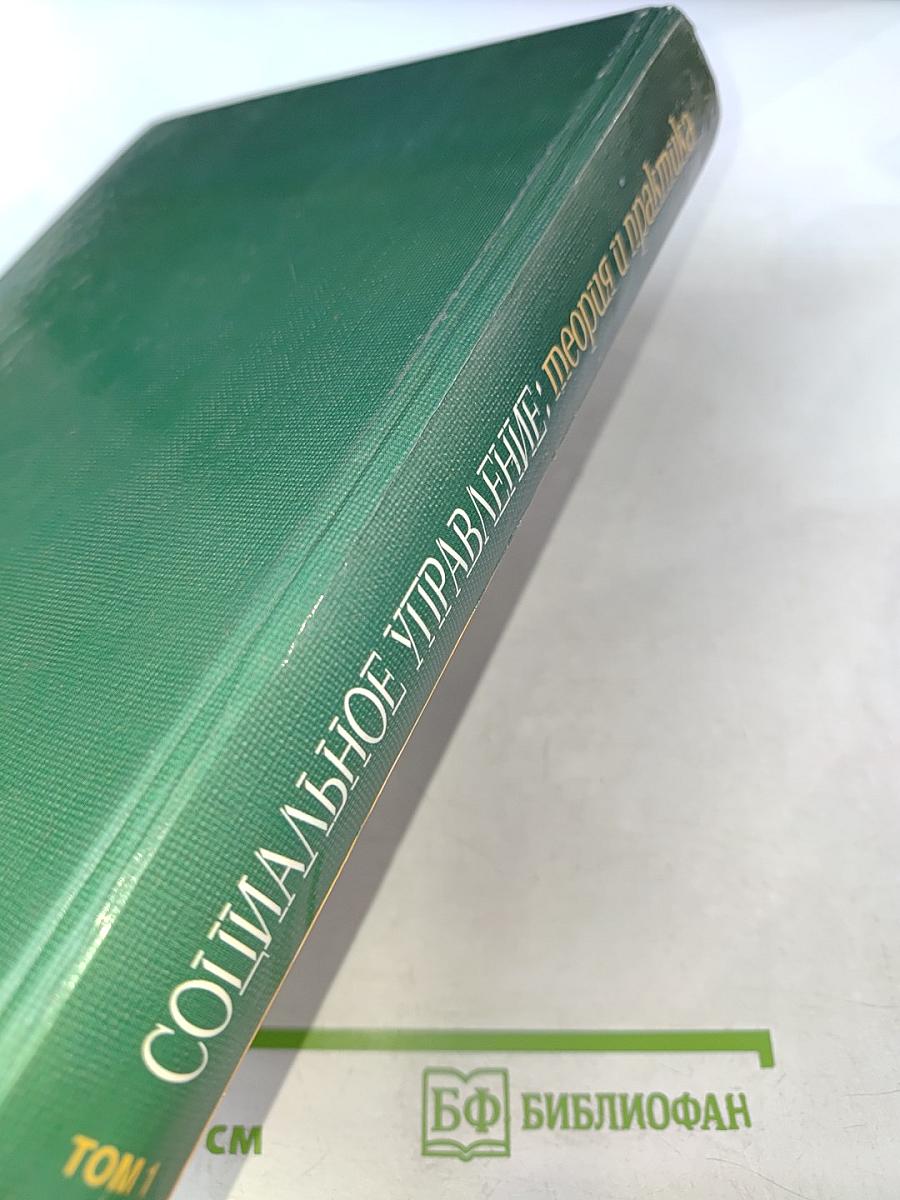 СОЦИАЛЬНОЕ УПРАВЛЕНИЕ: теория и практика
ТОМ 1
см
БФ БИБЛИОФАН